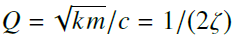 Q = √km/c = 1/(2ζ)